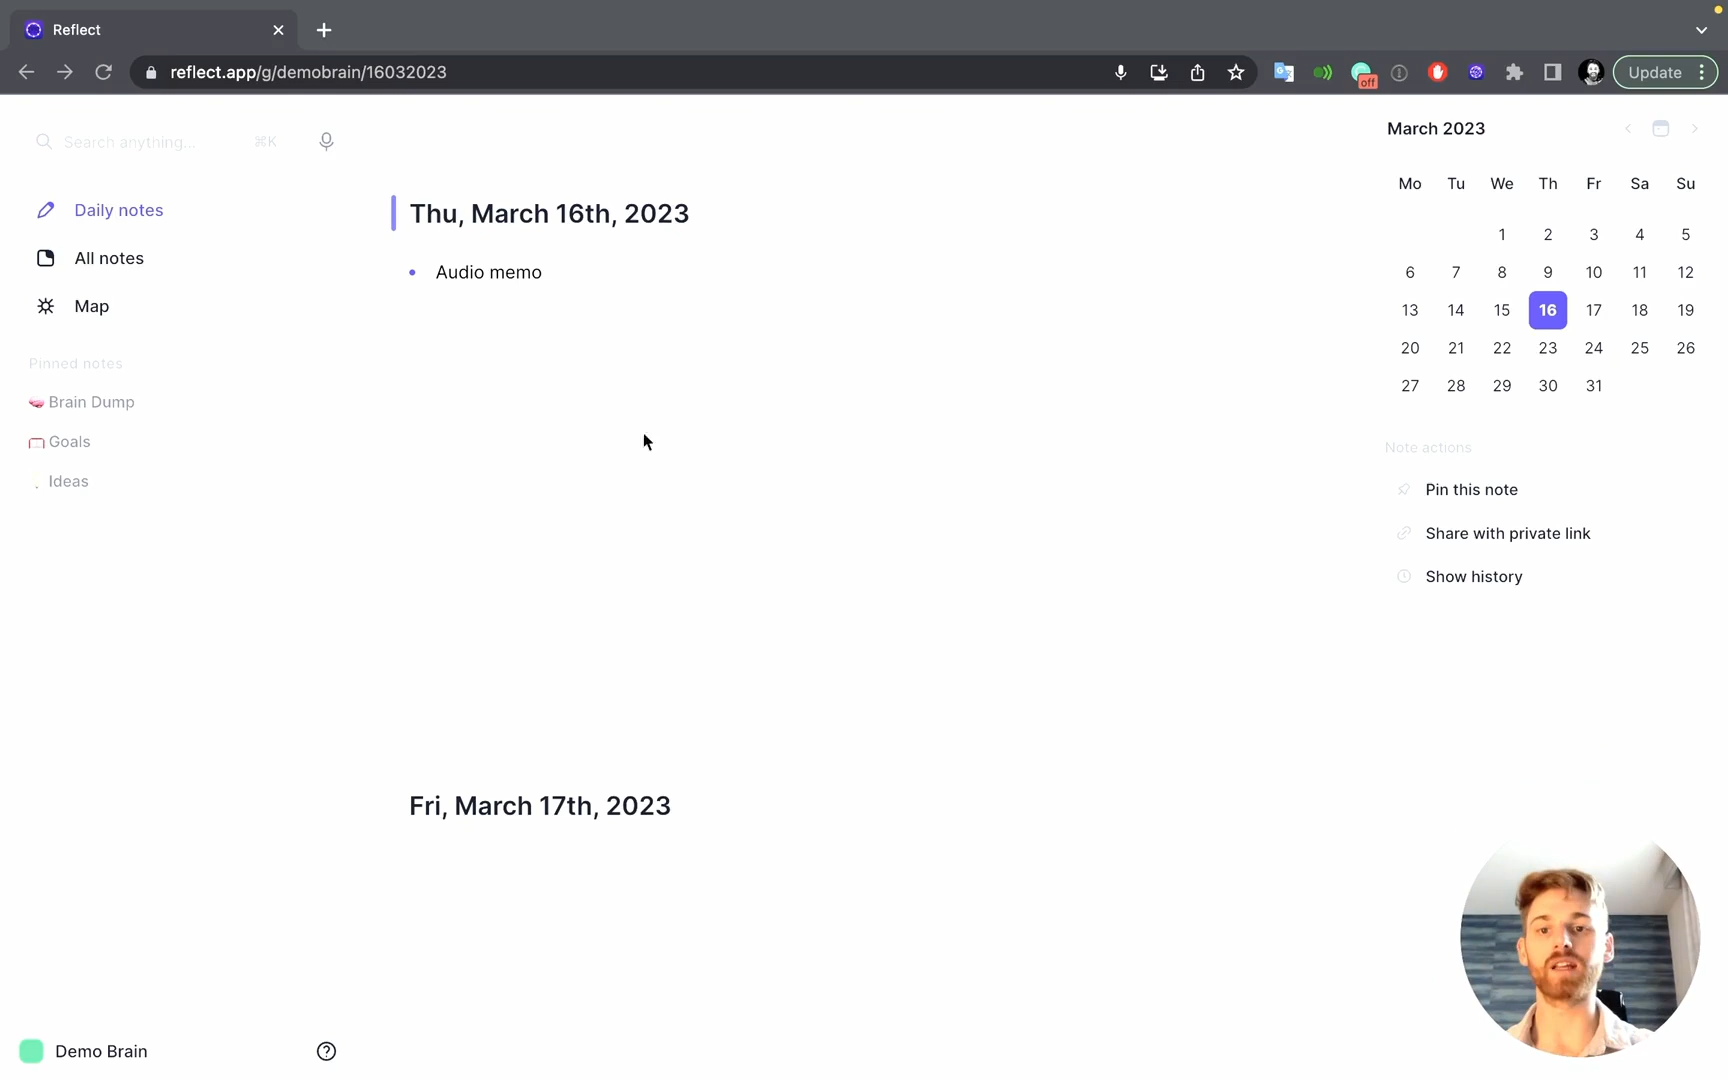 Reflect
reflect.app/g/demobrain/16032023
off
Update
Search anything...
⌘K
Daily notes
All notes
Map
Pinned notes
Brain Dump
Goals
Ideas
Demo Brain
Thu, March 16th, 2023
Audio memo
Fri, March 17th, 2023
March 2023
Mo Tu We Th Fr Sa Su
1 2 3 4 5
6 7 8 9 10 11 12
13 14 15 16 17 18 19
20 21 22 23 24 25 26
27 28 29 30 31
Note actions
Pin this note
Share with private link
Show history